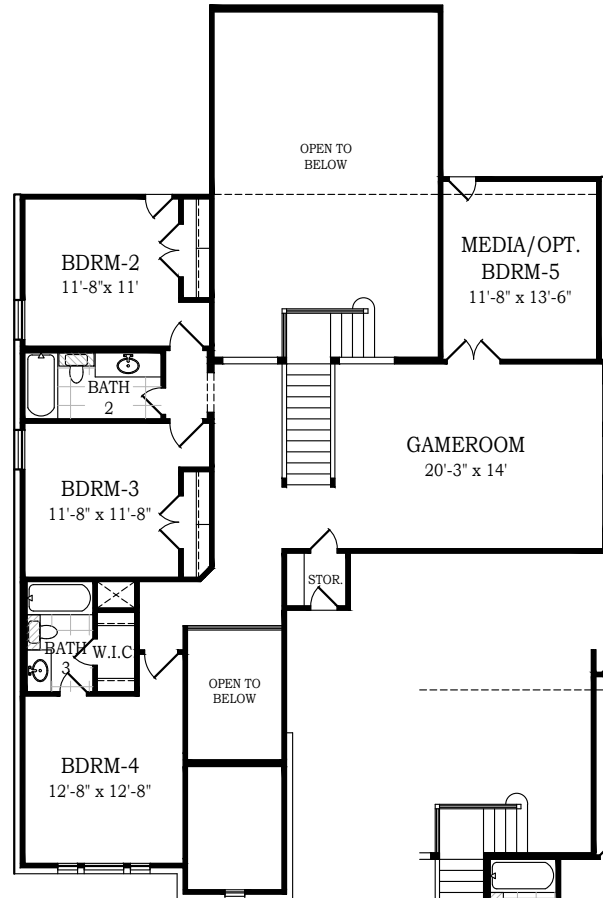 OPEN TO
BELOW
BDRM-2
11'-8"x 11'
MEDIA/OPT.
BDRM-5
11'-8" x 13'-6"
BATH
2
GAMEROOM
20'-3" x 14'
BDRM-3
11'-8" x 11'-8"
STOR.
BATH
3
W.I.C
OPEN TO
BELOW
BDRM-4
12'-8" x 12'-8"